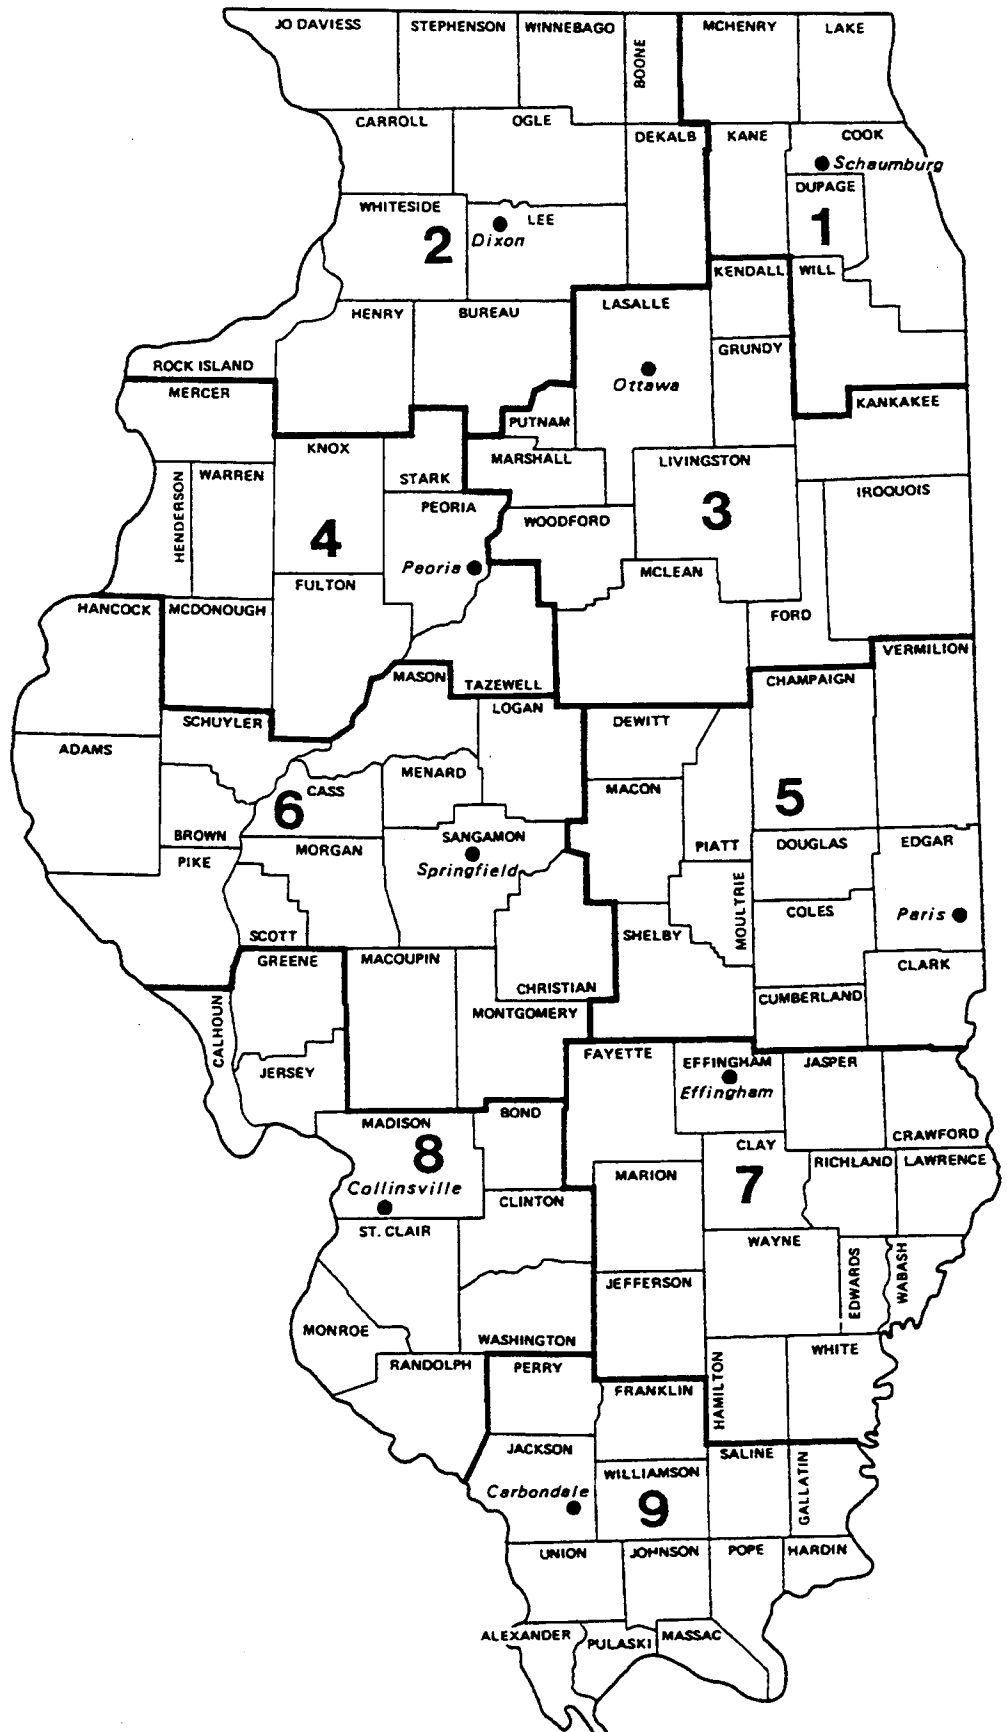 JO DAVIESS
STEPHENSON
WINNEBAGO
BOONE
MCHENRY
LAKE
CARROLL
OGLE
DEKALB
KANE
COOK
Schaumburg
DUPAGE
1
WHITESIDE
2
LEE
Dixon
KENDALL
WILL
LASALLE
HENRY
BUREAU
GRUNDY
ROCK ISLAND
Ottawa
MERCER
KANKAKEE
PUTNAM
KNOX
MARSHALL
LIVINGSTON
STARK
WARREN
HENDERSON
IROQUOIS
PEORIA
3
WOODFORD
4
Peoria
MCLEAN
FULTON
HANCOCK
MCDONOUGH
FORD
VERMILION
MASON
TAZEWELL
CHAMPAIGN
LOGAN
SCHUYLER
DEWITT
ADAMS
MENARD
CASS
6
MACON
5
BROWN
SANGAMON
MORGAN
PIATT
DOUGLAS
EDGAR
PIKE
Springfield
MOULTRIE
COLES
Paris
SCOTT
SHELBY
GREENE
MACOUPIN
CLARK
CHRISTIAN
CUMBERLAND
MONTGOMERY
CALHOUN
JERSEY
FAYETTE
EFFINGHAM
JASPER
Effingham
MADISON
BOND
CRAWFORD
CLAY
8
RICHLAND
LAWRENCE
MARION
7
Collinsville
CLINTON
ST. CLAIR
WAYNE
EDWARDS
WABASH
JEFFERSON
MONROE
WASHINGTON
WHITE
RANDOLPH
PERRY
HAMILTON
FRANKLIN
JACKSON
SALINE
WILLIAMSON
GALLATIN
Carbondale
9
UNION
JOHNSON
POPE
HARDIN
ALEXANDER
PULASKI
MASSAC